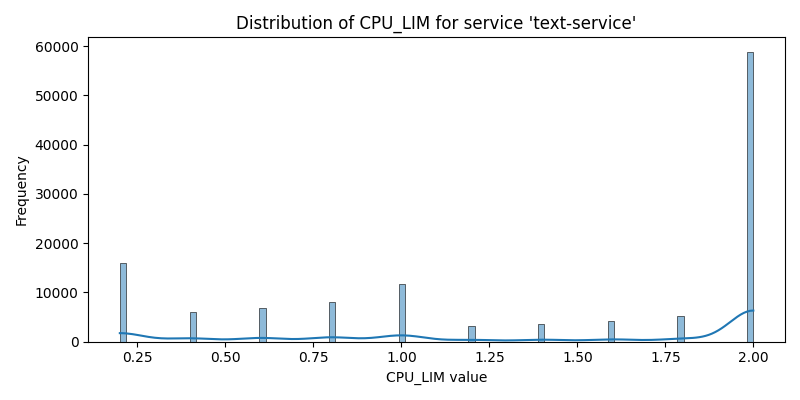 Distribution of CPU_LIM for service 'text-service'
Frequency
60000
50000
40000
30000
20000
10000
0
0.25 0.50 0.75 1.00 1.25 1.50 1.75 2.00
CPU_LIM value